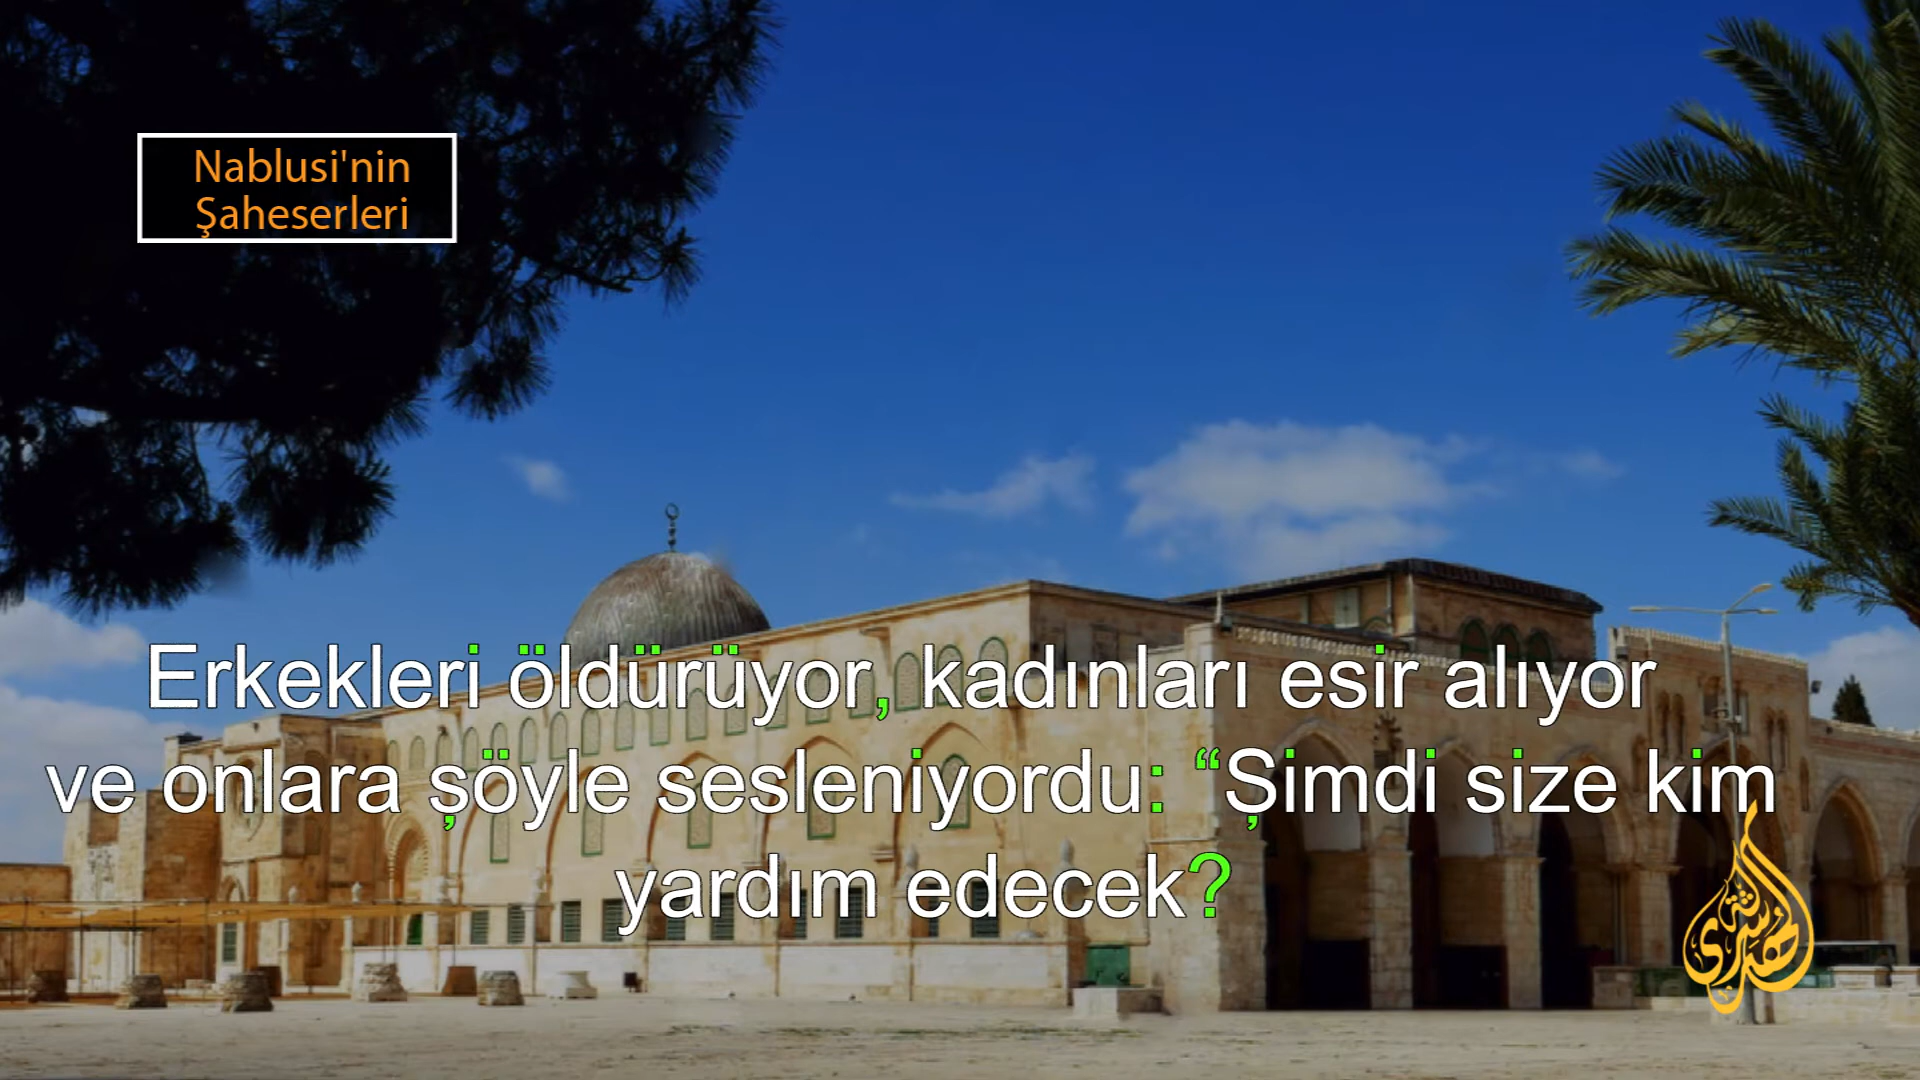 Nablusi'nin
Şaheserleri
Erkekleri öldürüyor, kadınları esir alıyor
ve onlara şöyle sesleniyordu: “Şimdi size kim
yardım edecek?